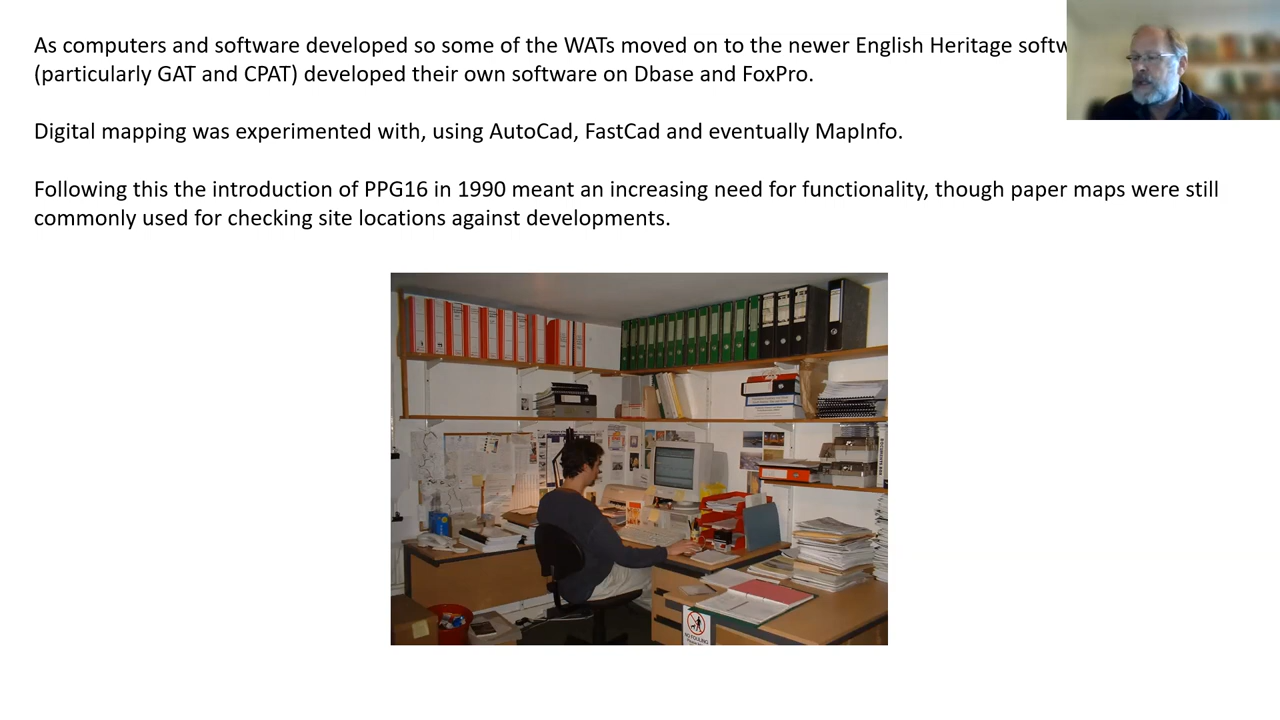 As computers and software developed so some of the WATs moved on to the newer English Heritage softw
(particularly GAT and CPAT) developed their own software on Dbase and FoxPro.
Digital mapping was experimented with, using AutoCad, FastCad and eventually MapInfo.
Following this the introduction of PPG16 in 1990 meant an increasing need for functionality, though paper maps were still
commonly used for checking site locations against developments.
NO FOULING